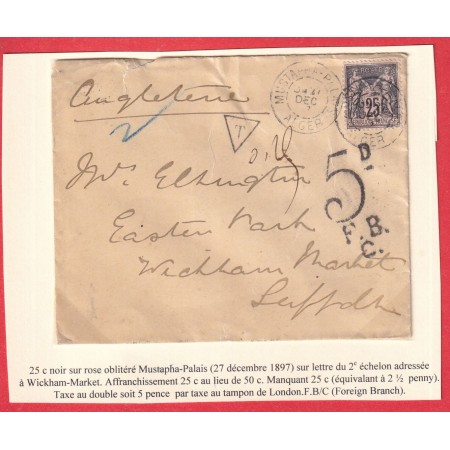 Angleterre
2
T
MUSTAPHA-PALAIS
DEC
ALGER
25
ALGER
D.
5
F.B.
C.
Mrs Elkington
Easton Park
Wickham Market
Suffolk
25 c noir sur rose oblitéré Mustapha-Palais (27 décembre 1897) sur lettre du 2e échelon adressée
à Wickham-Market. Affranchissement 25 c au lieu de 50 c. Manquant 25 c (équivalant à 2 ½ penny).
Taxe au double soit 5 pence par taxe au tampon de London.F.B/C (Foreign Branch).